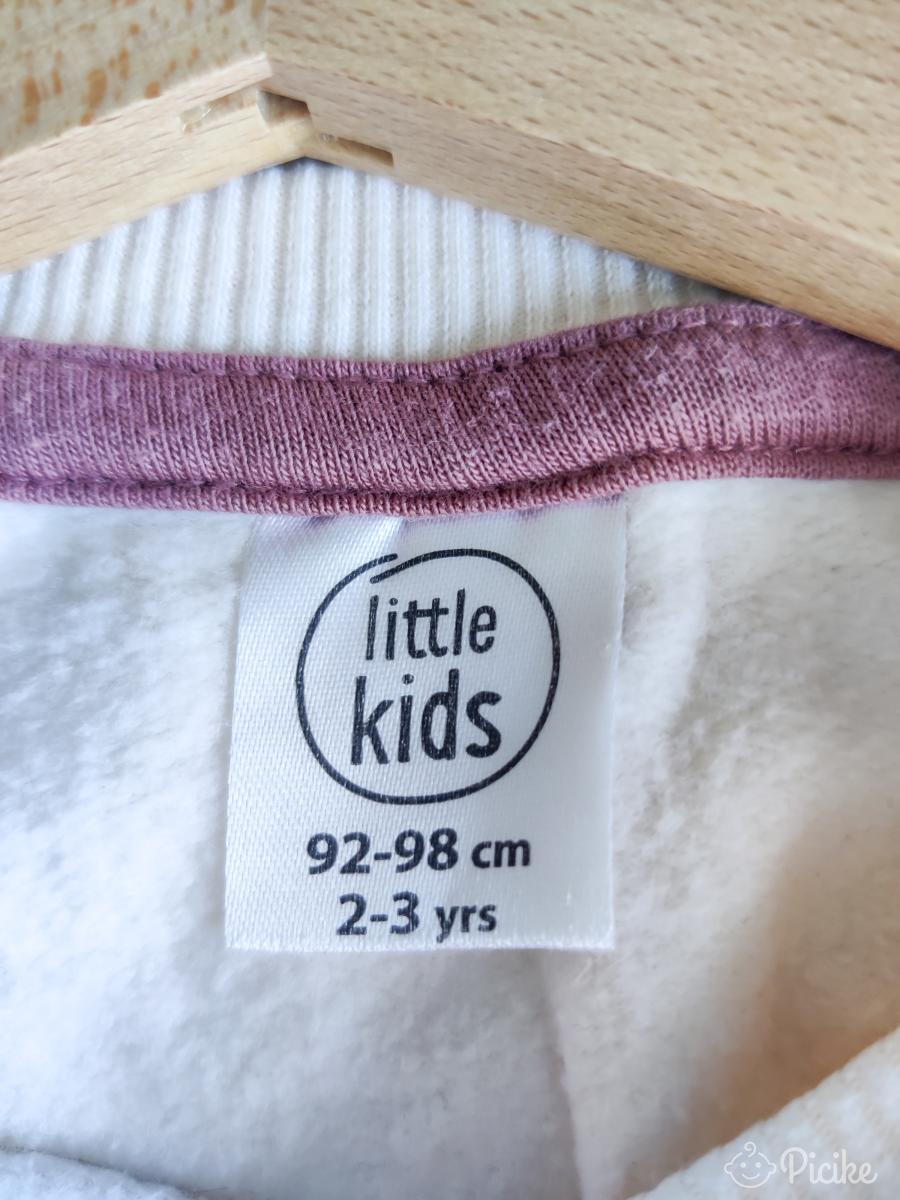 little
kids
92-98 cm
2-3 yrs
Picike